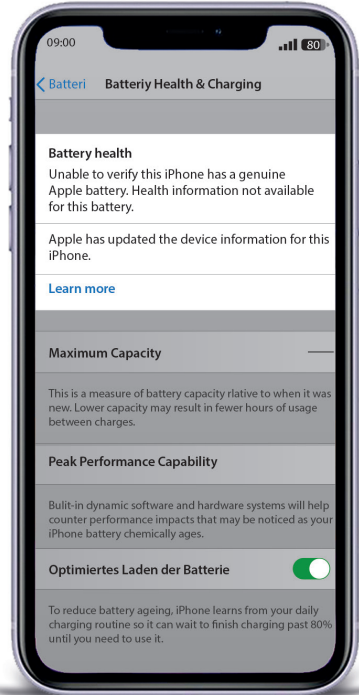 09:00
80
Batteri Batteriy Health & Charging
Battery health
Unable to verify this iPhone has a genuine
Apple battery. Health information not available
for this battery.
Apple has updated the device information for this
iPhone.
Learn more
Maximum Capacity —
This is a measure of battery capacity rlative to when it was
new. Lower capacity may result in fewer hours of usage
between charges.
Peak Performance Capability
Bulit-in dynamic software and hardware systems will help
counter performance impacts that may be noticed as your
iPhone battery chemically ages.
Optimiertes Laden der Batterie
To reduce battery ageing, iPhone learns from your daily
charging routine so it can wait to finish charging past 80%
until you need to use it.